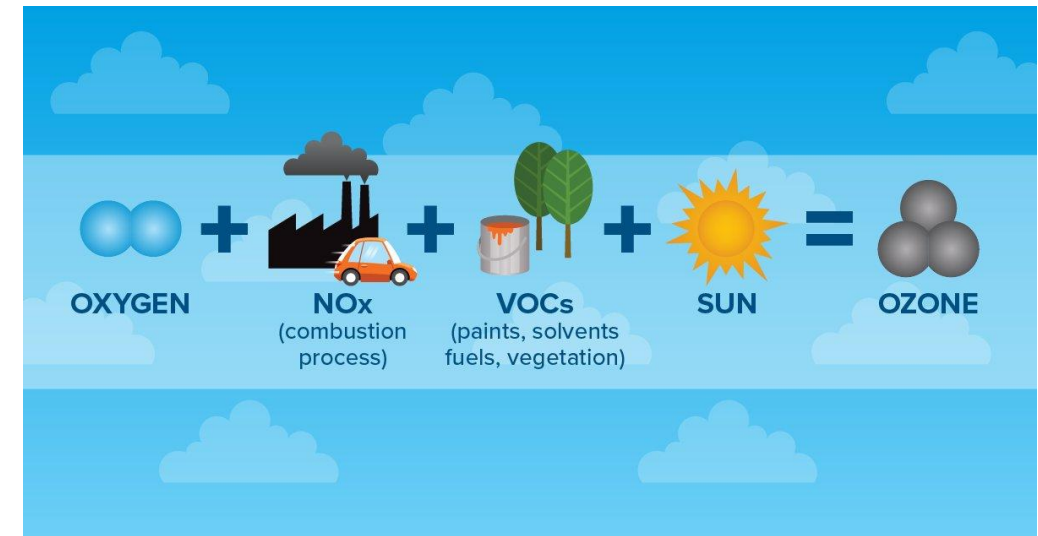 OXYGEN + NOx + VOCs + SUN = OZONE
(combustion process) (paints, solvents fuels, vegetation)